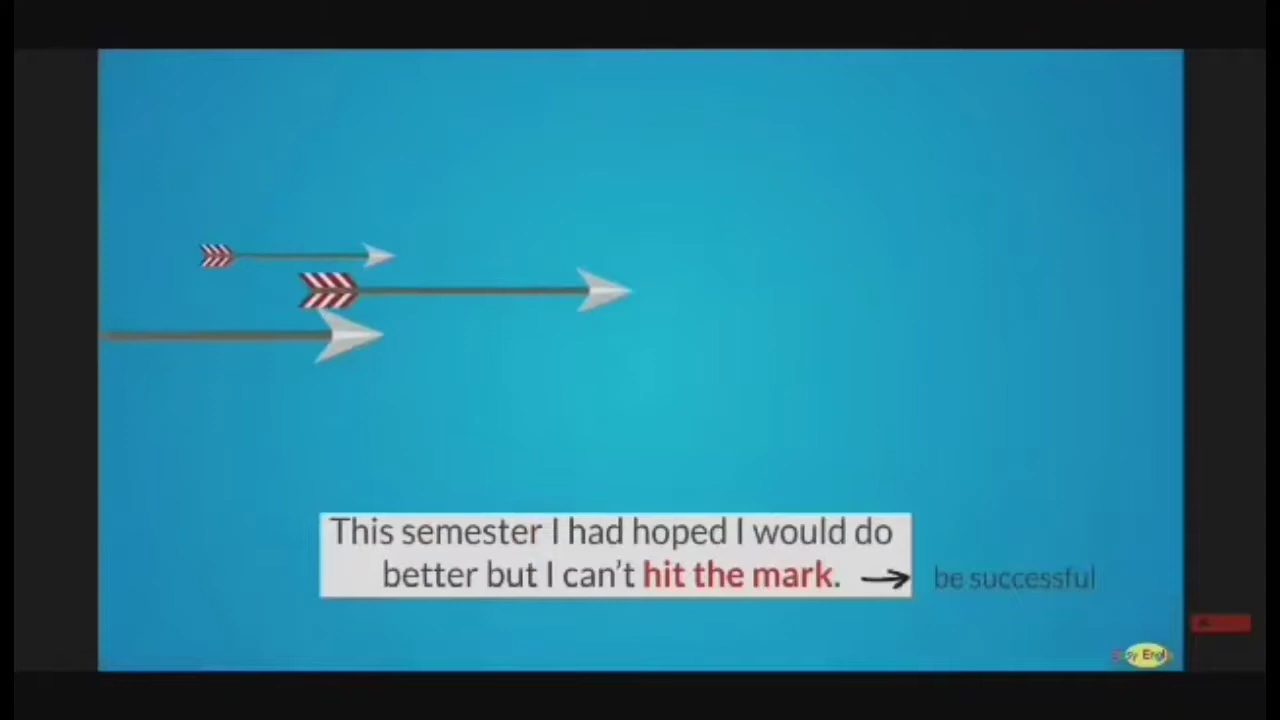 This semester I had hoped I would do
better but I can't hit the mark. → be successful